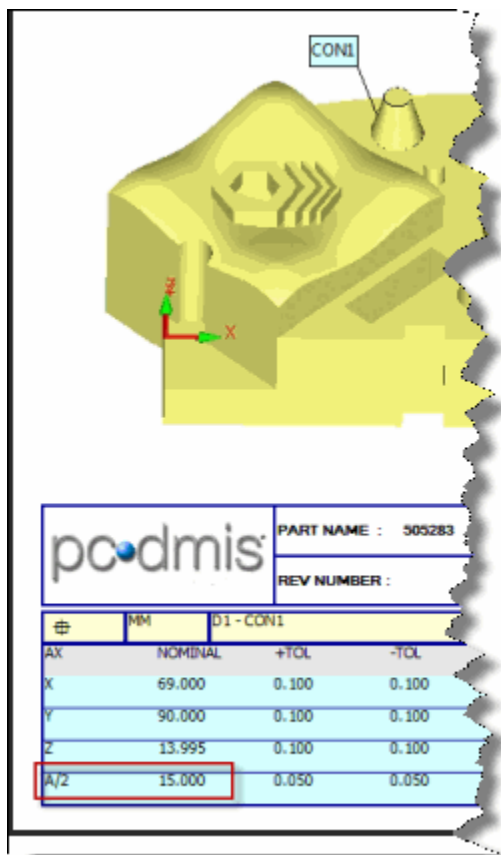 CON1
X
pc dmis
PART NAME : 505283
REV NUMBER :
MM D1 - CON1
AX NOMINAL +TOL -TOL
X 69.000 0.100 0.100
Y 90.000 0.100 0.100
Z 13.995 0.100 0.100
A/2 15.000 0.050 0.050